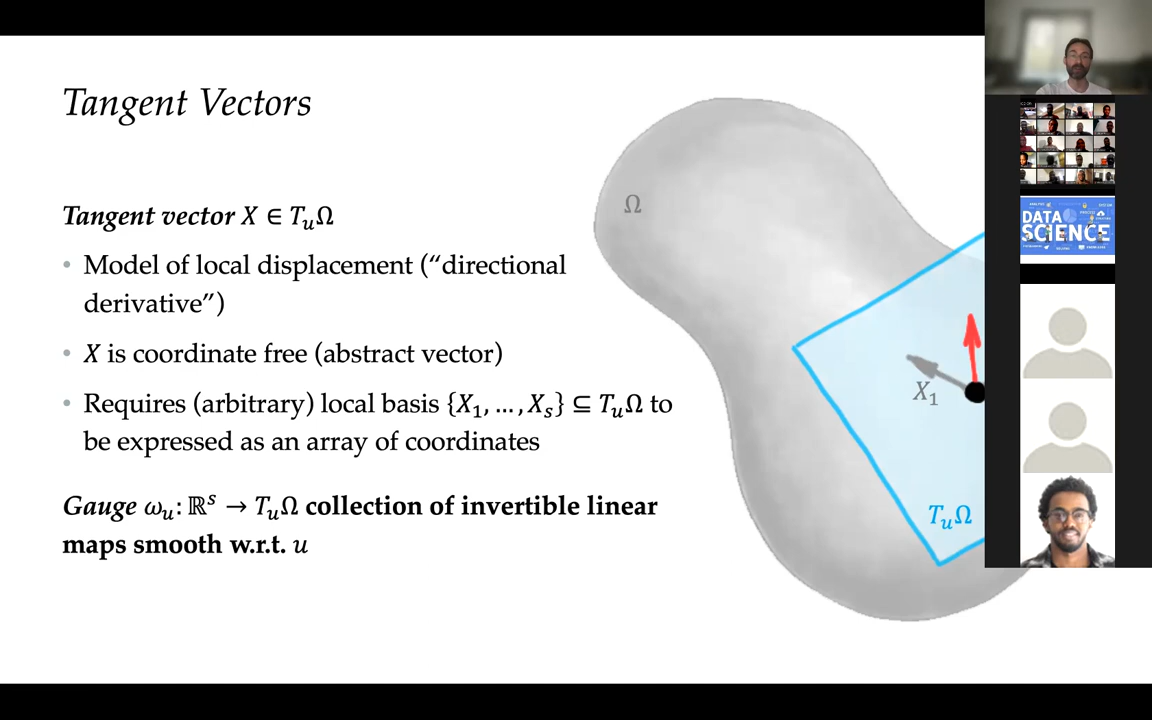 Tangent Vectors
Tangent vector X ∈ TᵤΩ
• Model of local displacement (“directional
derivative”)
• X is coordinate free (abstract vector)
• Requires (arbitrary) local basis {X₁, … , Xₛ} ⊆ TᵤΩ to
be expressed as an array of coordinates
Gauge ωᵤ: ℝˢ → TᵤΩ collection of invertible linear
maps smooth w.r.t. u
Ω
X₁
TᵤΩ
DATA
SCIENCE